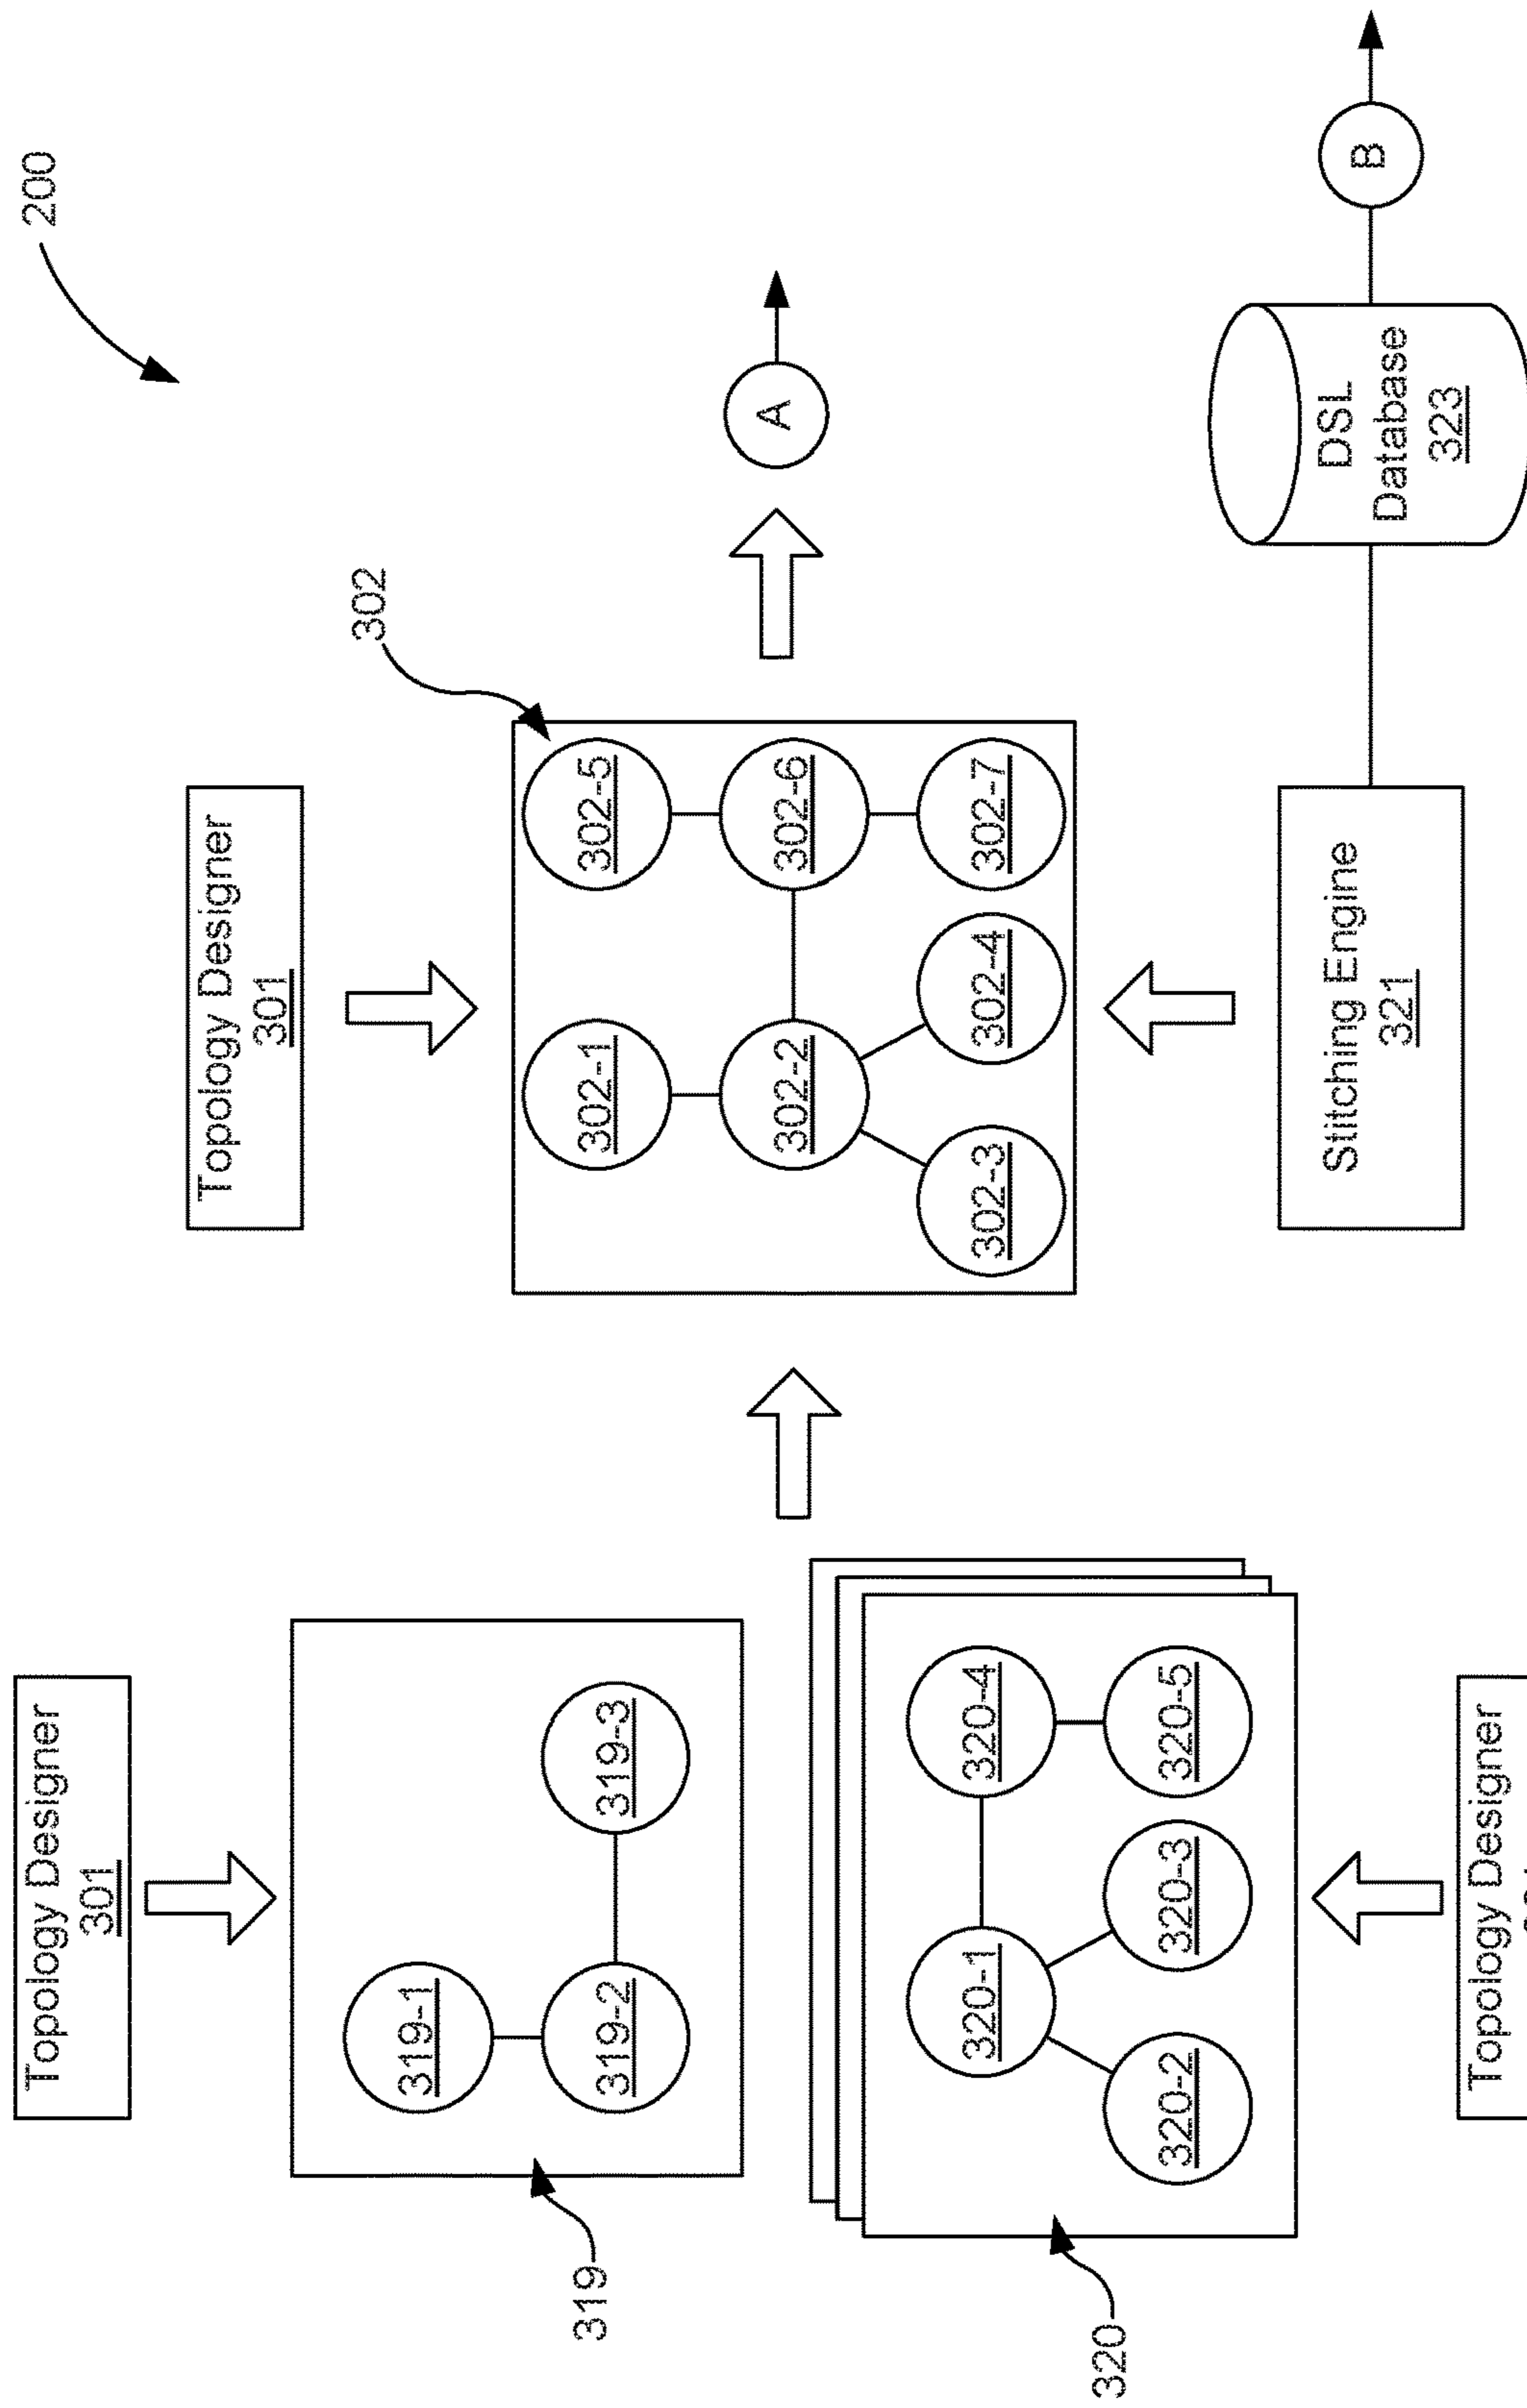 200
Topology Designer
301
Topology Designer
301
302
319-1
319-2
319-3
319
302-1
302-2
302-3
302-4
302-5
302-6
302-7
A
320-1
320-2
320-3
320-4
320-5
320
Topology Designer
Stitching Engine
321
DSL
Database
323
B